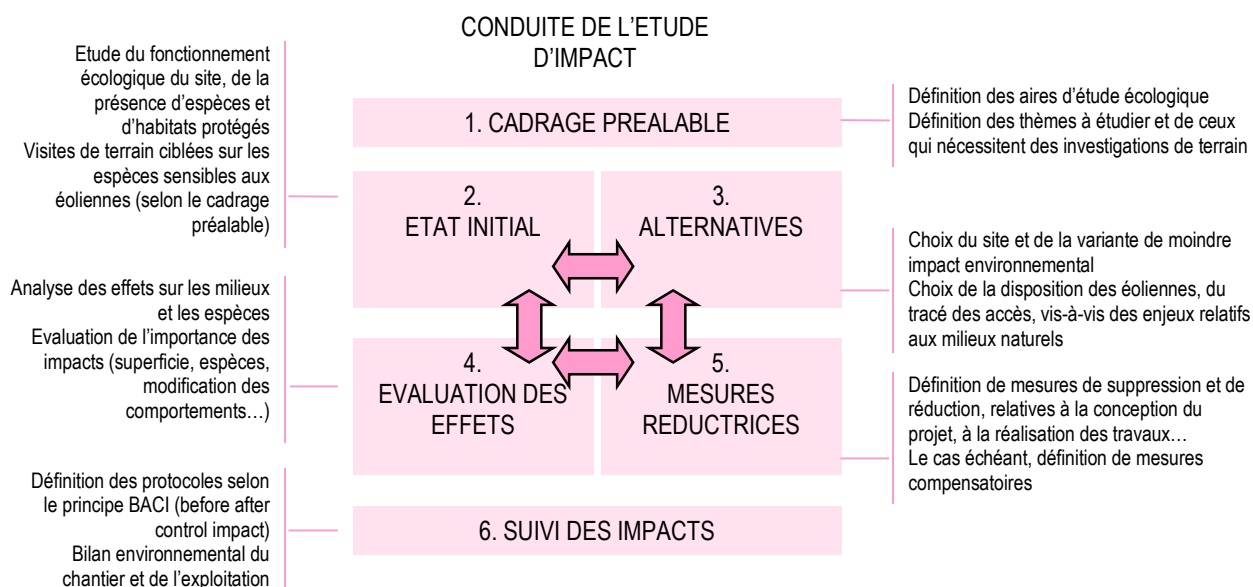 CONDUITE DE L'ETUDE
D'IMPACT
Etude du fonctionnement
écologique du site, de la
présence d'espèces et
d'habitats protégés
Visites de terrain ciblées sur les
espèces sensibles aux
éoliennes (selon le cadrage
préalable)
1. CADRAGE PREALABLE
Définition des aires d'étude écologique
Définition des thèmes à étudier et de ceux
qui nécessitent des investigations de terrain
2.
ETAT INITIAL
3.
ALTERNATIVES
Choix du site et de la variante de moindre
impact environnemental
Choix de la disposition des éoliennes, du
tracé des accès, vis-à-vis des enjeux relatifs
aux milieux naturels
Analyse des effets sur les milieux
et les espèces
Evaluation de l'importance des
impacts (superficie, espèces,
modification des
comportements…)
4.
EVALUATION DES
EFFETS
5.
MESURES
REDUCTRICES
Définition de mesures de suppression et de
réduction, relatives à la conception du
projet, à la réalisation des travaux…
Le cas échéant, définition de mesures
compensatoires
Définition des protocoles selon
le principe BACI (before after
control impact)
Bilan environnemental du
chantier et de l'exploitation
6. SUIVI DES IMPACTS